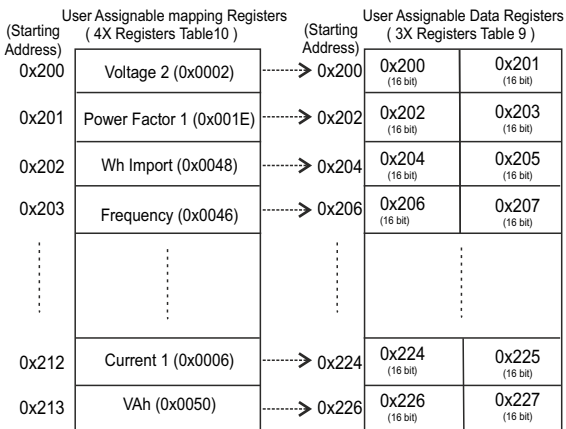 User Assignable mapping Registers
( 4X Registers Table10 )
User Assignable Data Registers
( 3X Registers Table 9 )
(Starting
Address)
(Starting
Address)
0x200 Voltage 2 (0x0002) 0x200 0x200 0x201
(16 bit) (16 bit)
0x201 Power Factor 1 (0x001E) 0x202 0x202 0x203
(16 bit) (16 bit)
0x202 Wh Import (0x0048) 0x204 0x204 0x205
(16 bit) (16 bit)
0x203 Frequency (0x0046) 0x206 0x206 0x207
(16 bit) (16 bit)
0x212 Current 1 (0x0006) 0x224 0x224 0x225
(16 bit) (16 bit)
0x213 VAh (0x0050) 0x226 0x226 0x227
(16 bit) (16 bit)